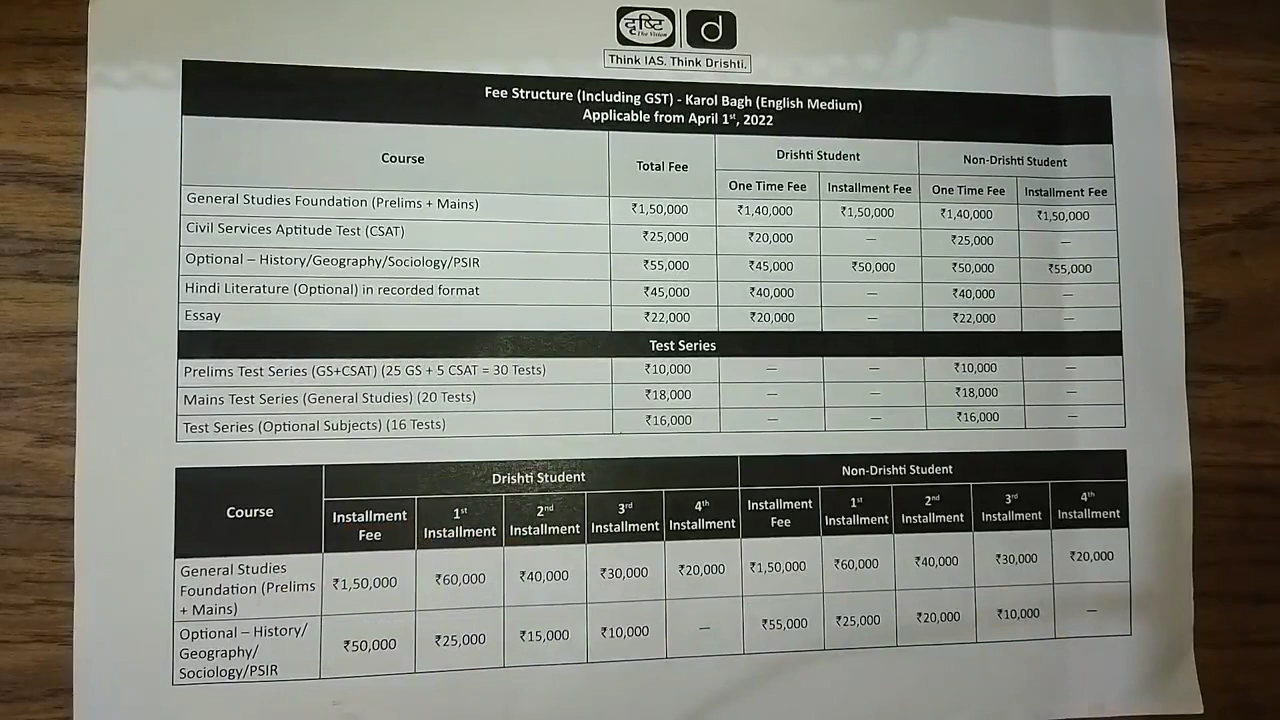 दृष्टि
The Vision
d
Think IAS. Think Drishti.
Fee Structure (Including GST) - Karol Bagh (English Medium)
Applicable from April 1st, 2022
Course Total Fee Drishti Student Non-Drishti Student
One Time Fee Installment Fee One Time Fee Installment Fee
General Studies Foundation (Prelims + Mains) ₹1,50,000 ₹1,40,000 ₹1,50,000 ₹1,40,000 ₹1,50,000
Civil Services Aptitude Test (CSAT) ₹25,000 ₹20,000 — ₹25,000 —
Optional – History/Geography/Sociology/PSIR ₹55,000 ₹45,000 ₹50,000 ₹50,000 ₹55,000
Hindi Literature (Optional) in recorded format ₹45,000 ₹40,000 — ₹40,000 —
Essay ₹22,000 ₹20,000 — ₹22,000 —
Test Series
Prelims Test Series (GS+CSAT) (25 GS + 5 CSAT = 30 Tests) ₹10,000 — — ₹10,000 —
Mains Test Series (General Studies) (20 Tests) ₹18,000 — — ₹18,000 —
Test Series (Optional Subjects) (16 Tests) ₹16,000 — — ₹16,000 —
Course Drishti Student Non-Drishti Student
Installment Fee 1st Installment 2nd Installment 3rd Installment 4th Installment Installment Fee 1st Installment 2nd Installment 3rd Installment 4th Installment
General Studies
Foundation (Prelims
+ Mains) ₹1,50,000 ₹60,000 ₹40,000 ₹30,000 ₹20,000 ₹1,50,000 ₹60,000 ₹40,000 ₹30,000 ₹20,000
Optional – History/
Geography/
Sociology/PSIR ₹50,000 ₹25,000 ₹15,000 ₹10,000 — ₹55,000 ₹25,000 ₹20,000 ₹10,000 —